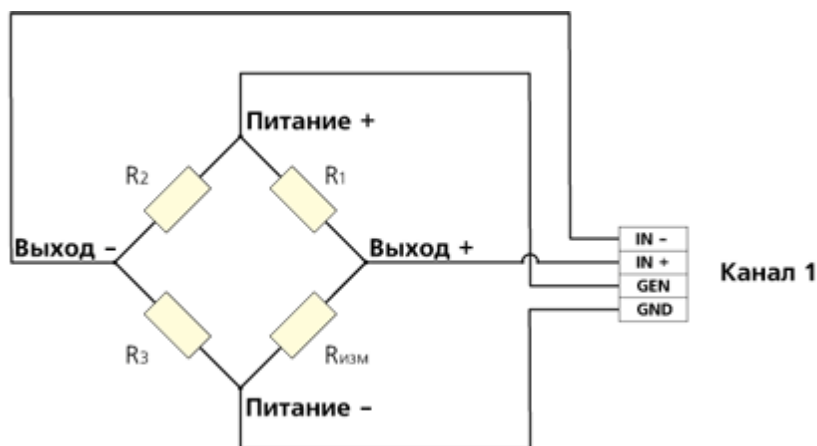 Питание +
R2
R1
Выход -
Выход +
R3
Rизм
Питание -
IN -
IN +
GEN
GND
Канал 1